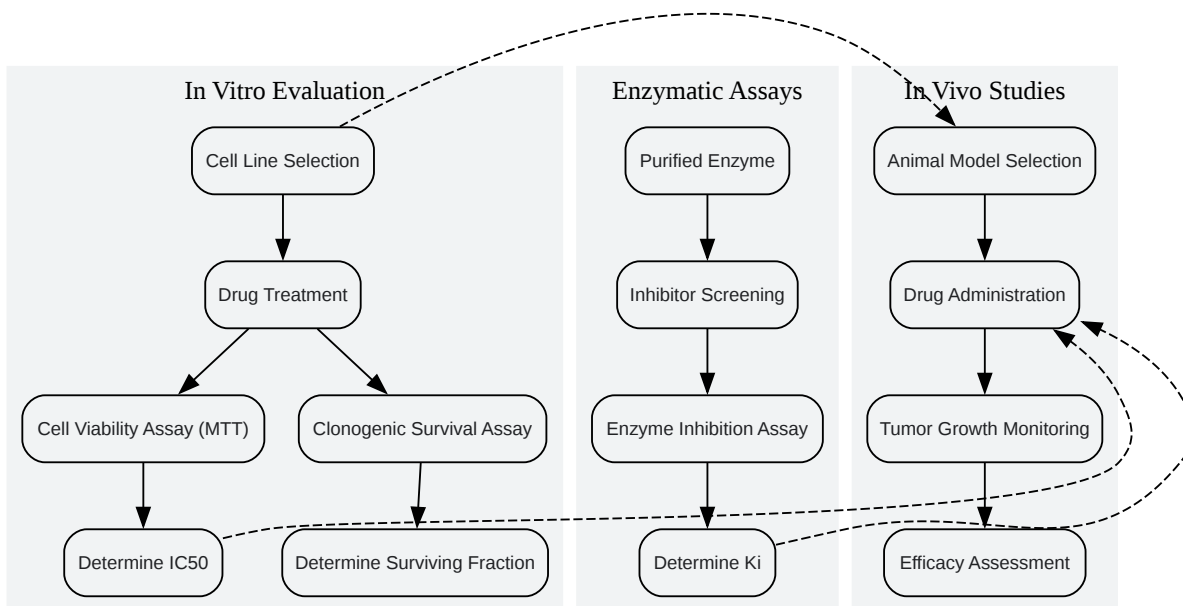 In Vitro Evaluation
Cell Line Selection
Drug Treatment
Cell Viability Assay (MTT)
Clonogenic Survival Assay
Determine IC50
Determine Surviving Fraction
Enzymatic Assays
Purified Enzyme
Inhibitor Screening
Enzyme Inhibition Assay
Determine Ki
In Vivo Studies
Animal Model Selection
Drug Administration
Tumor Growth Monitoring
Efficacy Assessment